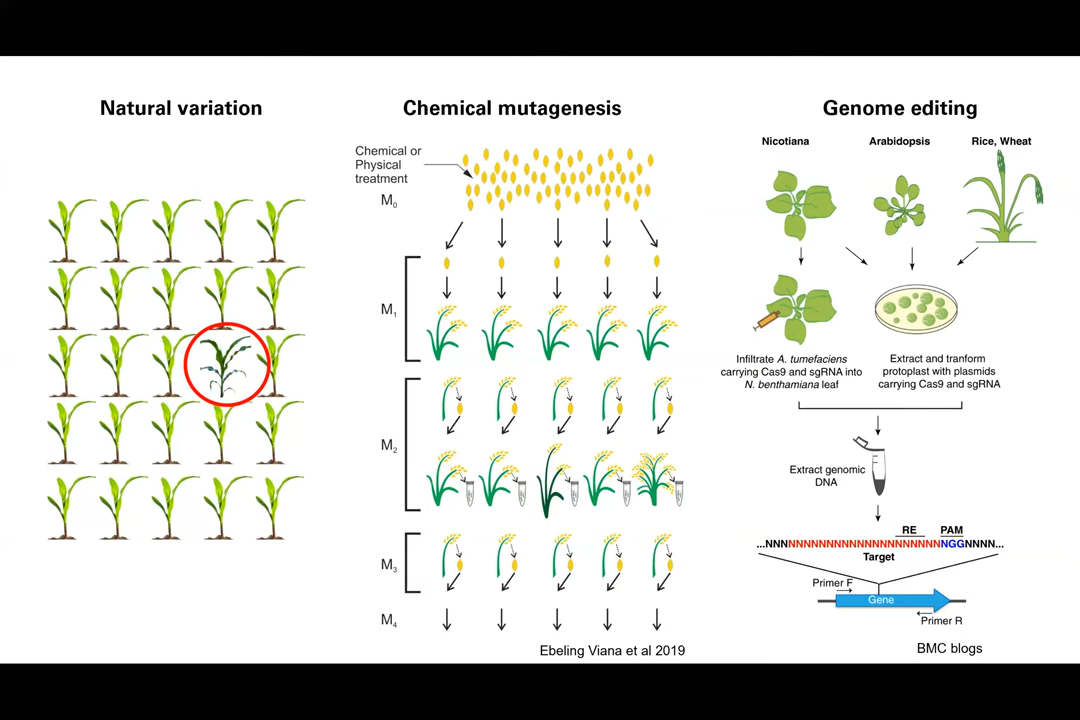 Natural variation
Chemical mutagenesis
Chemical or
Physical
treatment
M0
M1
M2
M3
M4
Ebeling Viana et al 2019
Genome editing
Nicotiana
Arabidopsis
Rice, Wheat
Infiltrate A. tumefaciens
carrying Cas9 and sgRNA into
N. benthamiana leaf
Extract and tranform
protoplast with plasmids
carrying Cas9 and sgRNA
Extract genomic
DNA
RE
PAM
...NNNNNNNNNNNNNNNNNNNNNNNNGGNNNN...
Target
Primer F
Gene
Primer R
BMC blogs